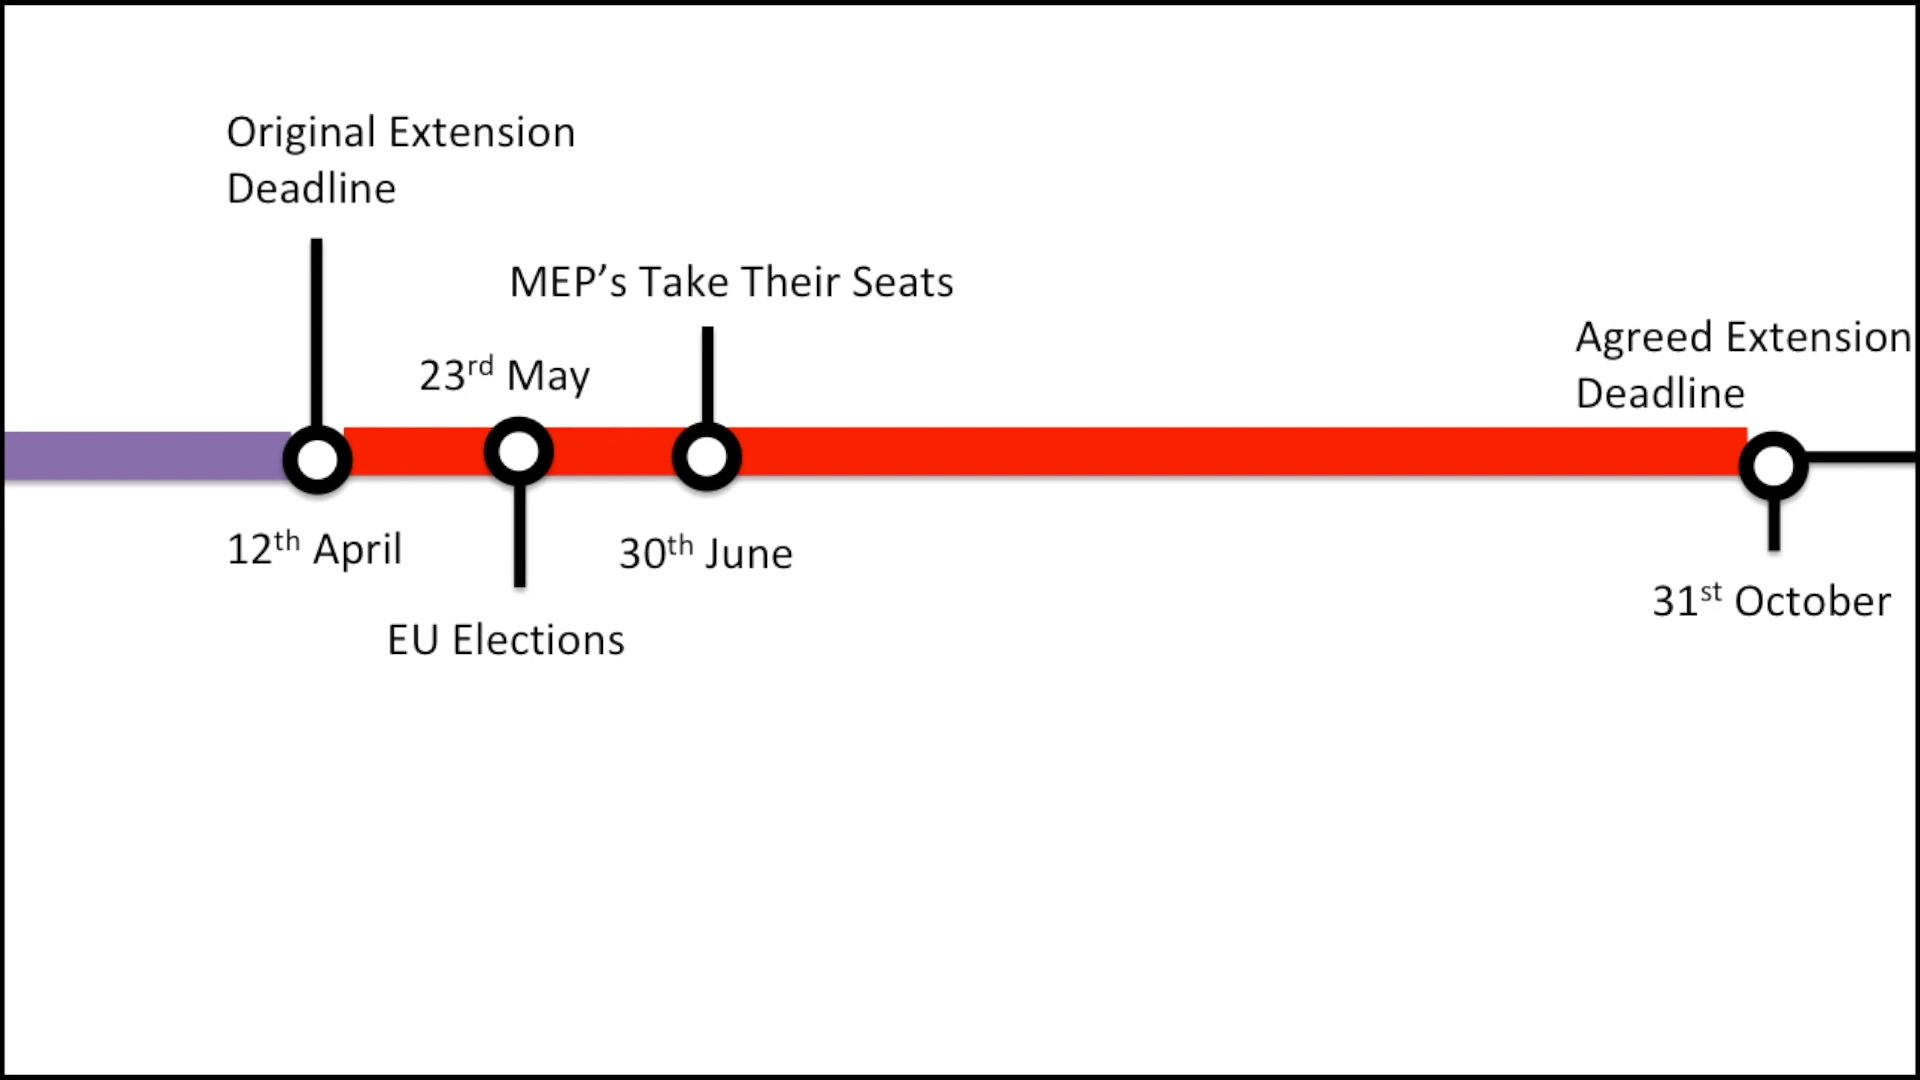 Original Extension
Deadline
MEP’s Take Their Seats
23rd May
Agreed Extension
Deadline
12th April
30th June
31st October
EU Elections